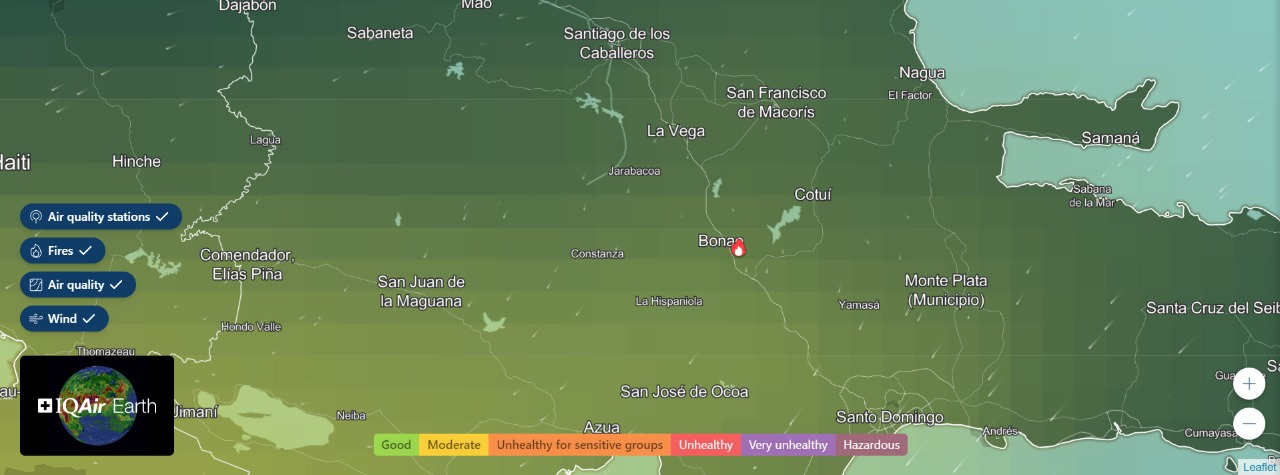 Dajabón
Mao
Sabaneta
Santiago de los
Caballeros
Nagua
El Factor
San Francisco
de Macorís
La Vega
Samaná
Lagua
Haiti
Hinche
Jarabacoa
Cotuí
Sabana
de la Mar
Air quality stations
Fires
Air quality
Wind
Comendador,
Elías Piña
Constanza
San Juan de
la Maguana
La Hispaniola
Yamasá
Monte Plata
(Municipio)
Santa Cruz del Seib
Hondo Valle
Thomazeau
IQAir Earth
Jimaní
Neiba
San José de Ocoa
Azua
Santo Domingo
Andrés
Cumayasa
Good
Moderate
Unhealthy for sensitive groups
Unhealthy
Very unhealthy
Hazardous
+
−
Leaflet